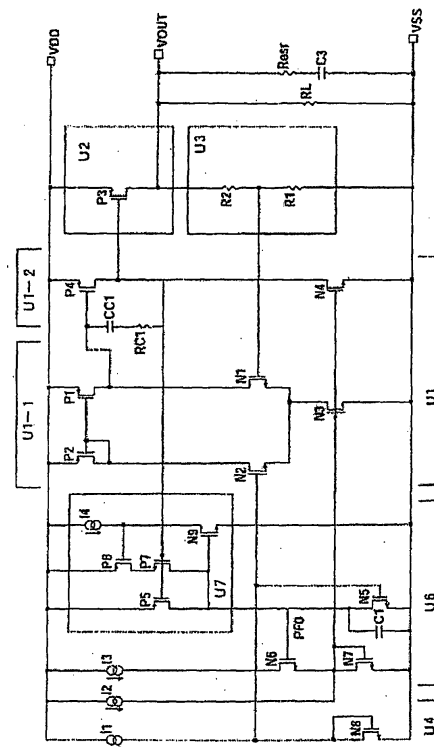 VDD
VOUT
VSS
U2
P3
U3
R2
R1
Resr
C3
RL
U1-2
P4
CC1
RC1
N4
U1-1
P1
P2
N1
N2
N3
U1
I4
P8
P7
P5
N9
U7
PF0
N5
C1
U6
I3
I2
I1
N6
N7
N8
U4